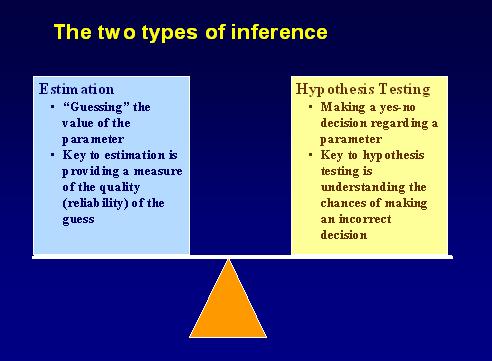 The two types of inference
Estimation
• “Guessing” the
value of the
parameter
• Key to estimation is
providing a measure
of the quality
(reliability) of the
guess
Hypothesis Testing
• Making a yes-no
decision regarding a
parameter
• Key to hypothesis
testing is
understanding the
chances of making
an incorrect
decision